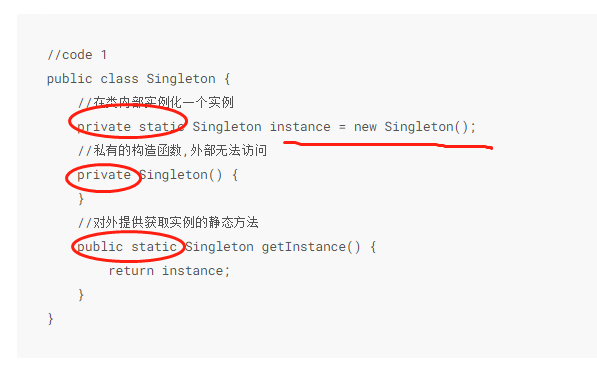 //code 1
public class Singleton {
//在类内部实例化一个实例
private static Singleton instance = new Singleton();
//私有的构造函数,外部无法访问
private Singleton() {
}
//对外提供获取实例的静态方法
public static Singleton getInstance() {
return instance;
}
}